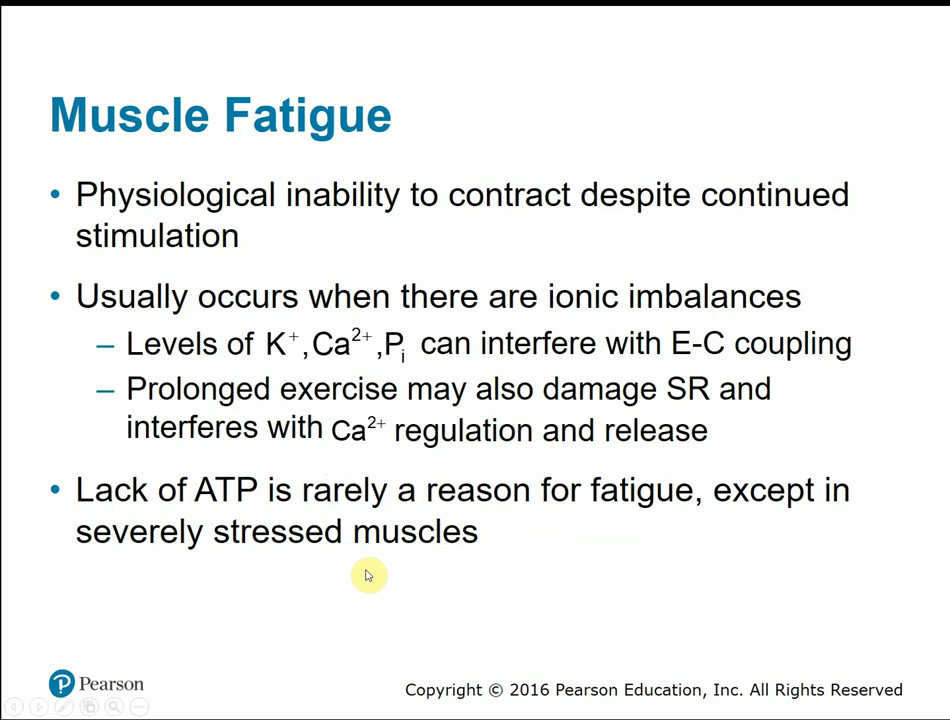 Muscle Fatigue
• Physiological inability to contract despite continued
stimulation
• Usually occurs when there are ionic imbalances
– Levels of K⁺,Ca²⁺,Pᵢ can interfere with E-C coupling
– Prolonged exercise may also damage SR and
interferes with Ca²⁺ regulation and release
• Lack of ATP is rarely a reason for fatigue, except in
severely stressed muscles
Pearson
Copyright © 2016 Pearson Education, Inc. All Rights Reserved